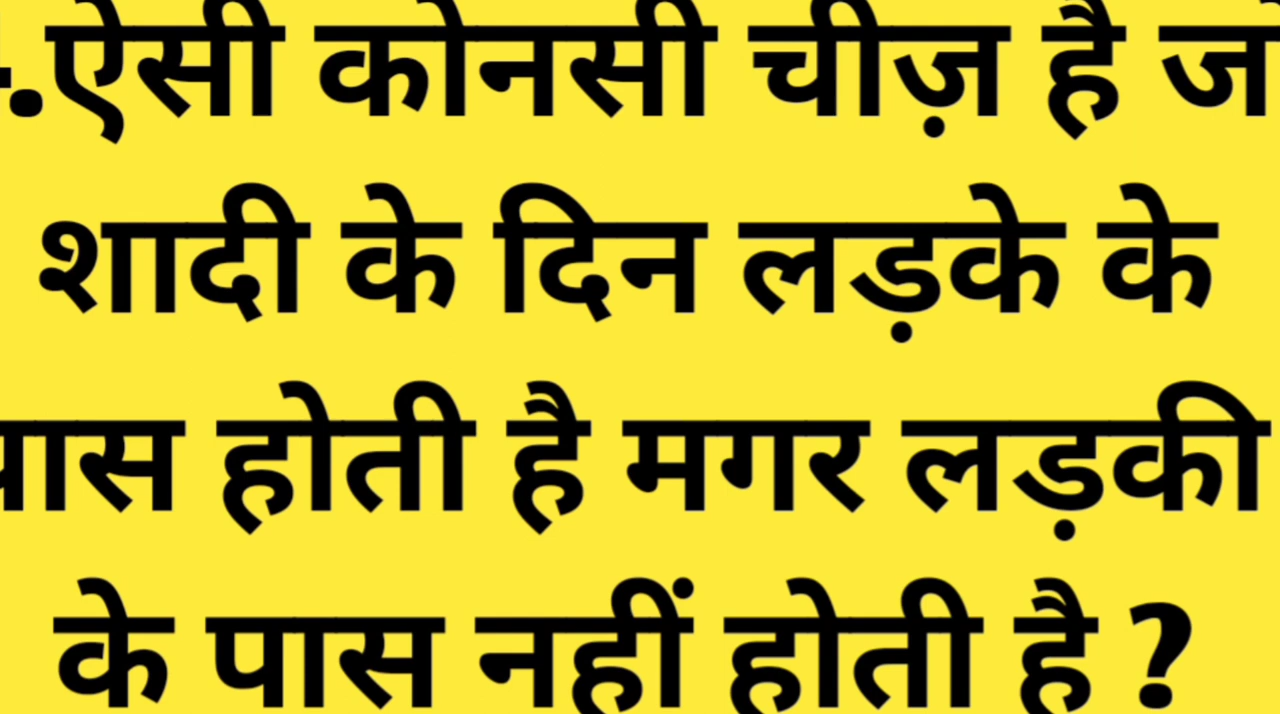 .ऐसी कोनसी चीज़ है जो
शादी के दिन लड़के के
पास होती है मगर लड़की
के पास नहीं होती है ?